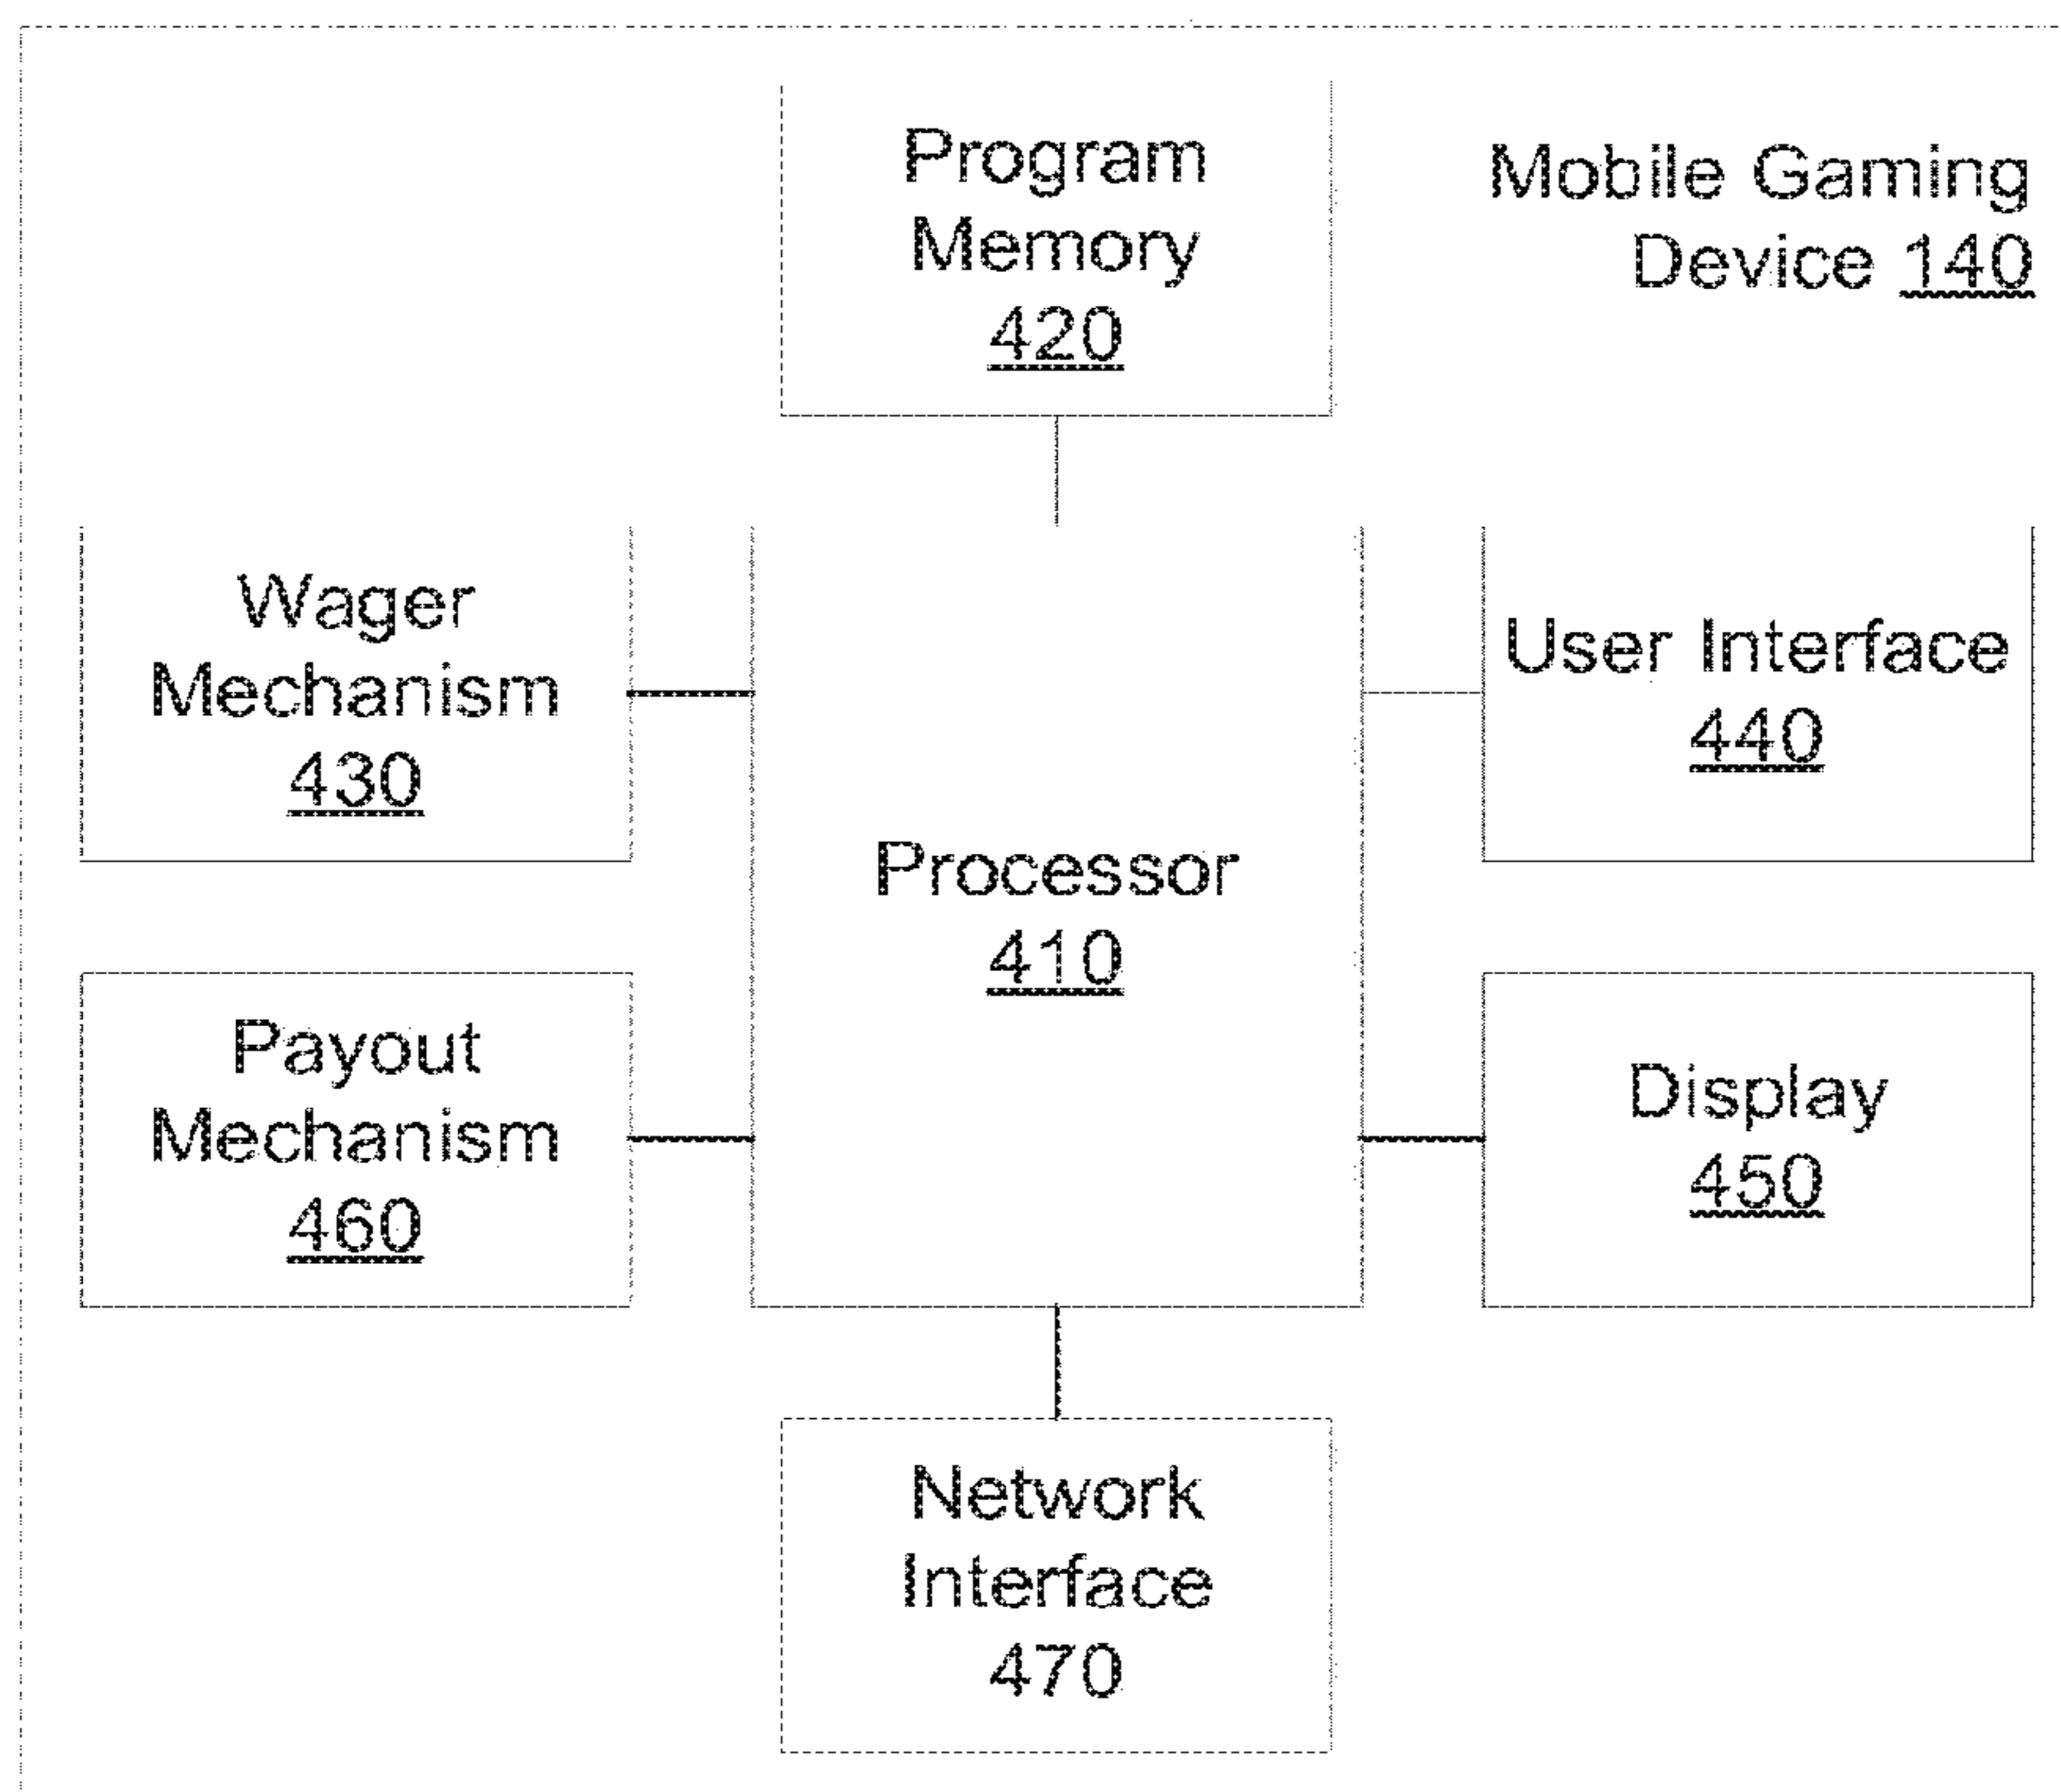 Program
Memory
420
Mobile Gaming
Device 140
Wager
Mechanism
430
User Interface
440
Processor
410
Payout
Mechanism
460
Display
450
Network
Interface
470